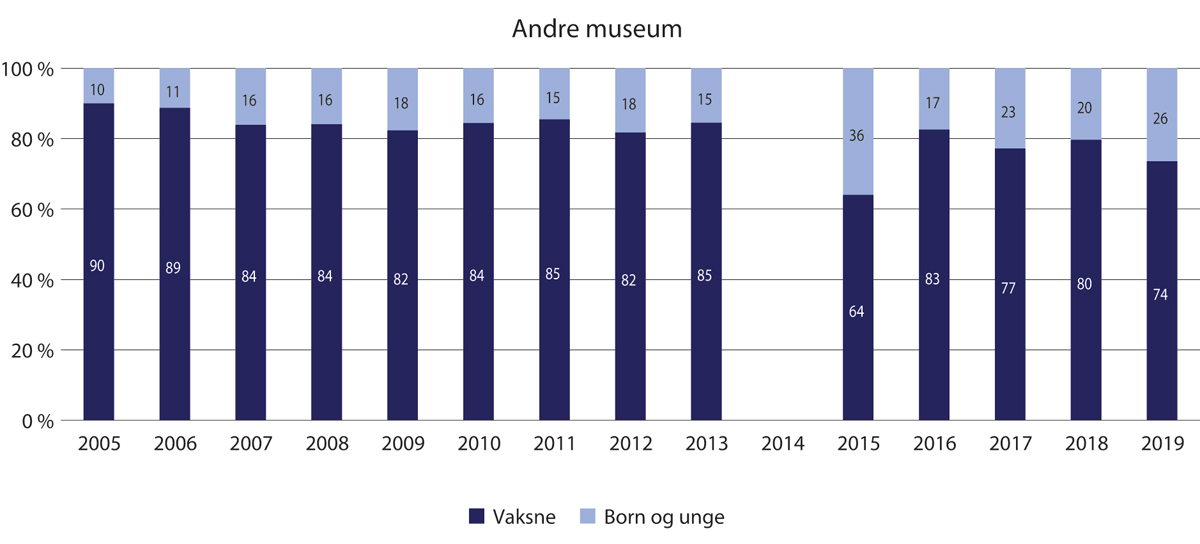 Andre museum
100 %
80 %
60 %
40 %
20 %
0 %
10 11 16 16 18 16 15 18 15 36 17 23 20 26
90 89 84 84 82 84 85 82 85 64 83 77 80 74
2005 2006 2007 2008 2009 2010 2011 2012 2013 2014 2015 2016 2017 2018 2019
Vaksne Born og unge